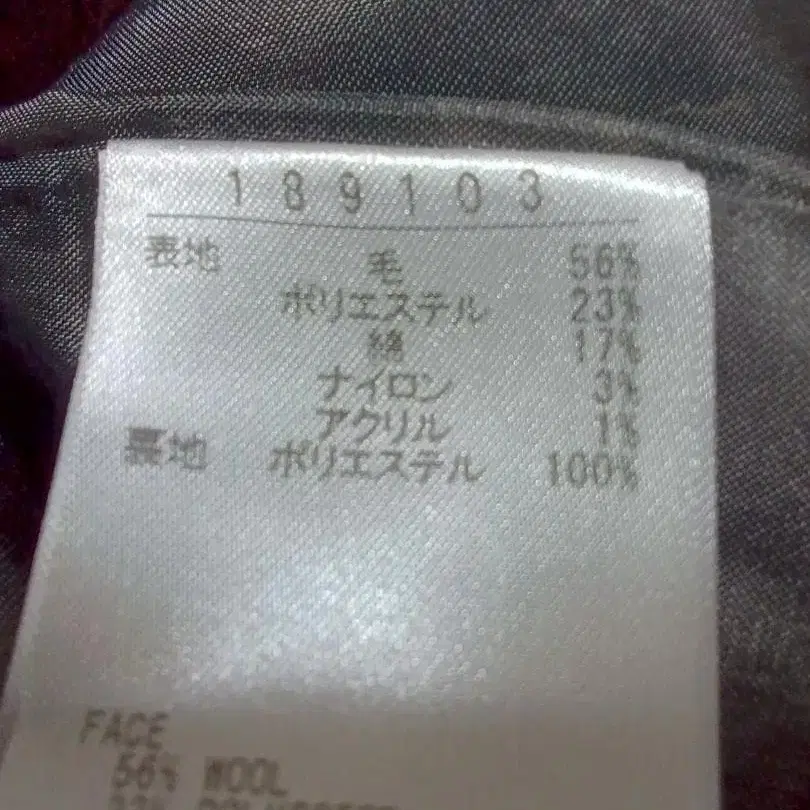 189103
表地 毛 56%
ポリエステル 23%
綿 17%
ナイロン 3%
アクリル 1%
裏地 ポリエステル 100%
FACE
56% WOOL